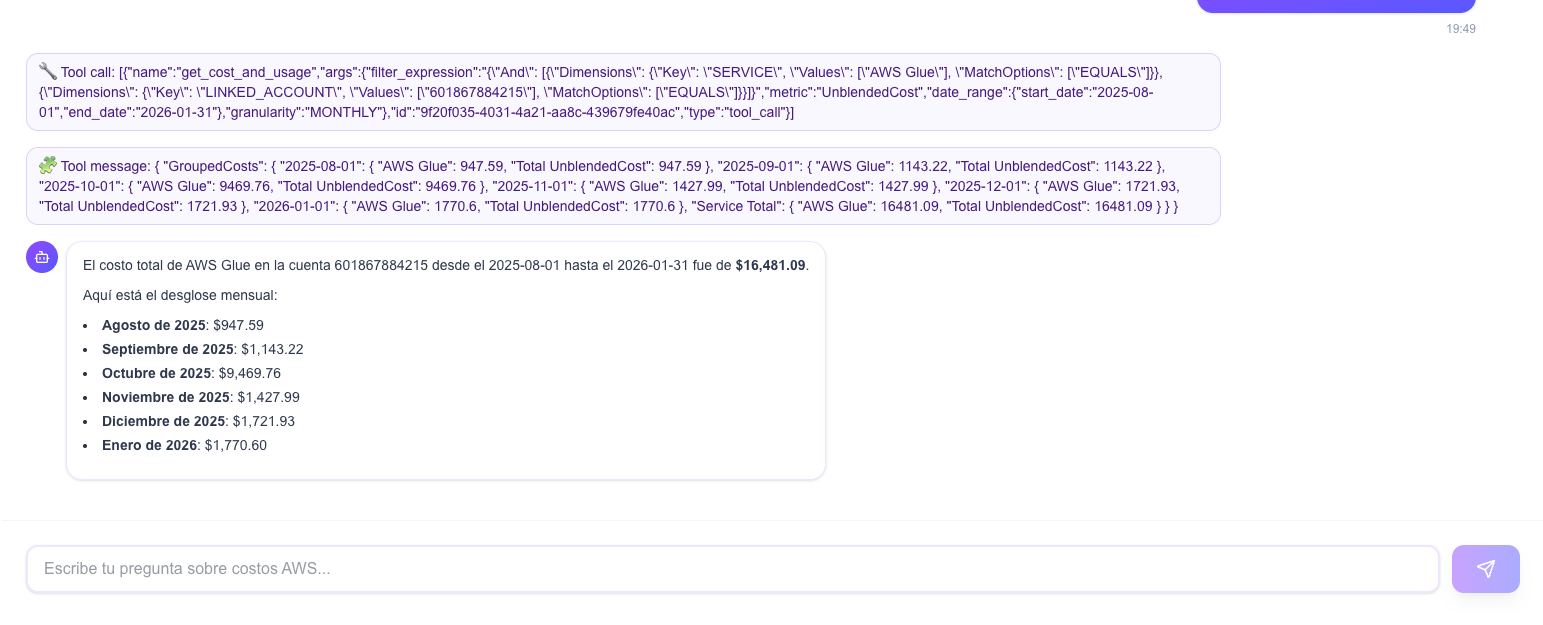 19:49
🔧 Tool call: [{"name":"get_cost_and_usage","args":{"filter_expression":"{\"And\": [{\"Dimensions\": {\"Key\": \"SERVICE\", \"Values\": [\"AWS Glue\"], \"MatchOptions\": [\"EQUALS\"]}},
{\"Dimensions\": {\"Key\": \"LINKED_ACCOUNT\", \"Values\": [\"601867884215\"], \"MatchOptions\": [\"EQUALS\"]}}]}","metric":"UnblendedCost","date_range":{"start_date":"2025-08-
01","end_date":"2026-01-31"},"granularity":"MONTHLY"},"id":"9f20f035-4031-4a21-aa8c-439679fe40ac","type":"tool_call"}]
🧩 Tool message: { "GroupedCosts": { "2025-08-01": { "AWS Glue": 947.59, "Total UnblendedCost": 947.59 }, "2025-09-01": { "AWS Glue": 1143.22, "Total UnblendedCost": 1143.22 },
"2025-10-01": { "AWS Glue": 9469.76, "Total UnblendedCost": 9469.76 }, "2025-11-01": { "AWS Glue": 1427.99, "Total UnblendedCost": 1427.99 }, "2025-12-01": { "AWS Glue": 1721.93,
"Total UnblendedCost": 1721.93 }, "2026-01-01": { "AWS Glue": 1770.6, "Total UnblendedCost": 1770.6 }, "Service Total": { "AWS Glue": 16481.09, "Total UnblendedCost": 16481.09 } } }
El costo total de AWS Glue en la cuenta 601867884215 desde el 2025-08-01 hasta el 2026-01-31 fue de $16,481.09.
Aquí está el desglose mensual:
• Agosto de 2025: $947.59
• Septiembre de 2025: $1,143.22
• Octubre de 2025: $9,469.76
• Noviembre de 2025: $1,427.99
• Diciembre de 2025: $1,721.93
• Enero de 2026: $1,770.60
Escribe tu pregunta sobre costos AWS...